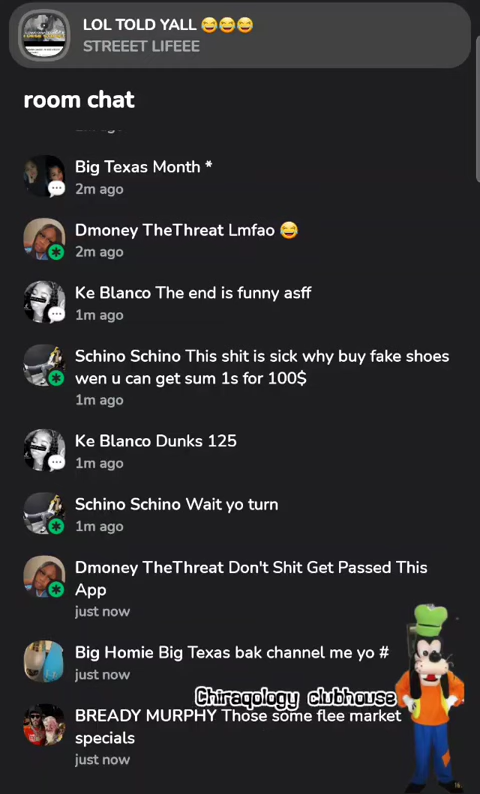 LOL TOLD YALL 😂😂😂
STREEET LIFEEE
room chat
Big Texas Month *
2m ago
Dmoney TheThreat Lmfao 😂
2m ago
Ke Blanco The end is funny asff
1m ago
Schino Schino This shit is sick why buy fake shoes
wen u can get sum 1s for 100$
1m ago
Ke Blanco Dunks 125
1m ago
Schino Schino Wait yo turn
1m ago
Dmoney TheThreat Don't Shit Get Passed This
App
just now
Big Homie Big Texas bak channel me yo #
just now
Chiraqology clubhouse
BREADY MURPHY Those some flee market
specials
just now